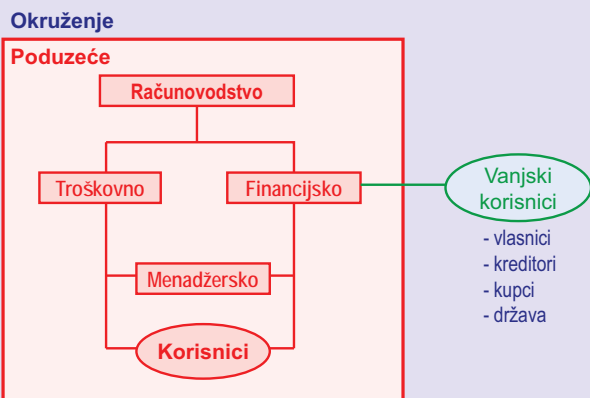 Okruženje
Poduzeće
Računovodstvo
Troškovno
Financijsko
Vanjski
korisnici
- vlasnici
- kreditori
- kupci
- država
Menadžersko
Korisnici